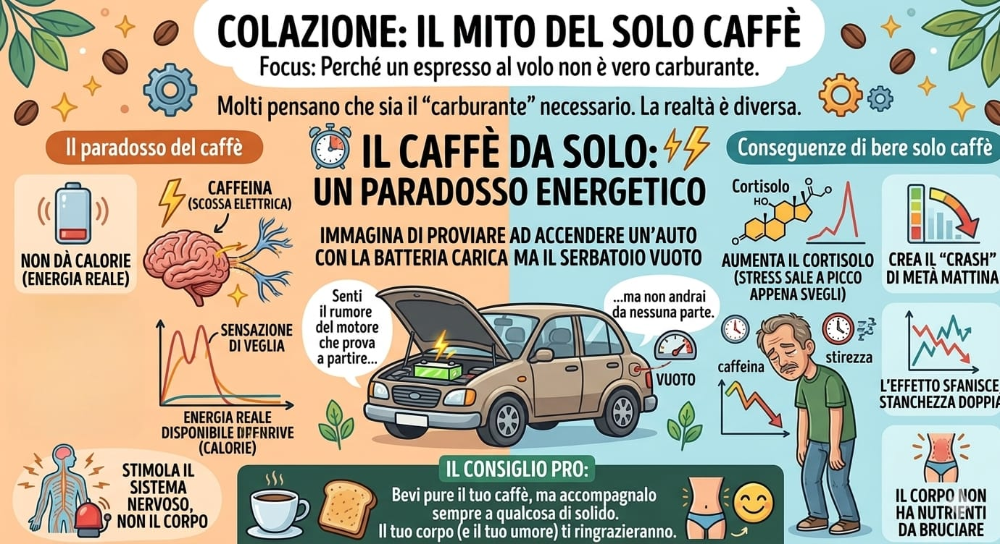 COLAZIONE: IL MITO DEL SOLO CAFFÈ
Focus: Perché un espresso al volo non è vero carburante.
Molti pensano che sia il “carburante” necessario. La realtà è diversa.
Il paradosso del caffè
NON DÀ CALORIE
(ENERGIA REALE)
CAFFEINA
(SCOSSA ELETTRICA)
SENSAZIONE
DI VEGLIA
ENERGIA REALE
DISPONIBILE
(CALORIE)
STIMOLA IL
SISTEMA
NERVOSO,
NON IL CORPO
IL CAFFÈ DA SOLO:
UN PARADOSSO ENERGETICO
IMMAGINA DI PROVIARE AD ACCENDERE UN’AUTO
CON LA BATTERIA CARICA MA IL SERBATOIO VUOTO
Senti
il rumore
del motore
che prova
a partire...
...ma non andrai
da nessuna parte.
VUOTO
IL CONSIGLIO PRO:
Bevi pure il tuo caffè, ma accompagnalo
sempre a qualcosa di solido.
Il tuo corpo (e il tuo umore) ti ringrazieranno.
Conseguenze di bere solo caffè
Cortisolo
HO
O
O
OH
AUMENTA IL CORTISOLO
(STRESS SALE A PICCO
APPENA SVEGLI)
caffeina
stirezza
CREA IL “CRASH”
DI METÀ MATTINA
L’EFFETTO SFANISCE,
STANCHEZZA DOPPIA
IL CORPO NON
HA NUTRIENTI
DA BRUCIARE